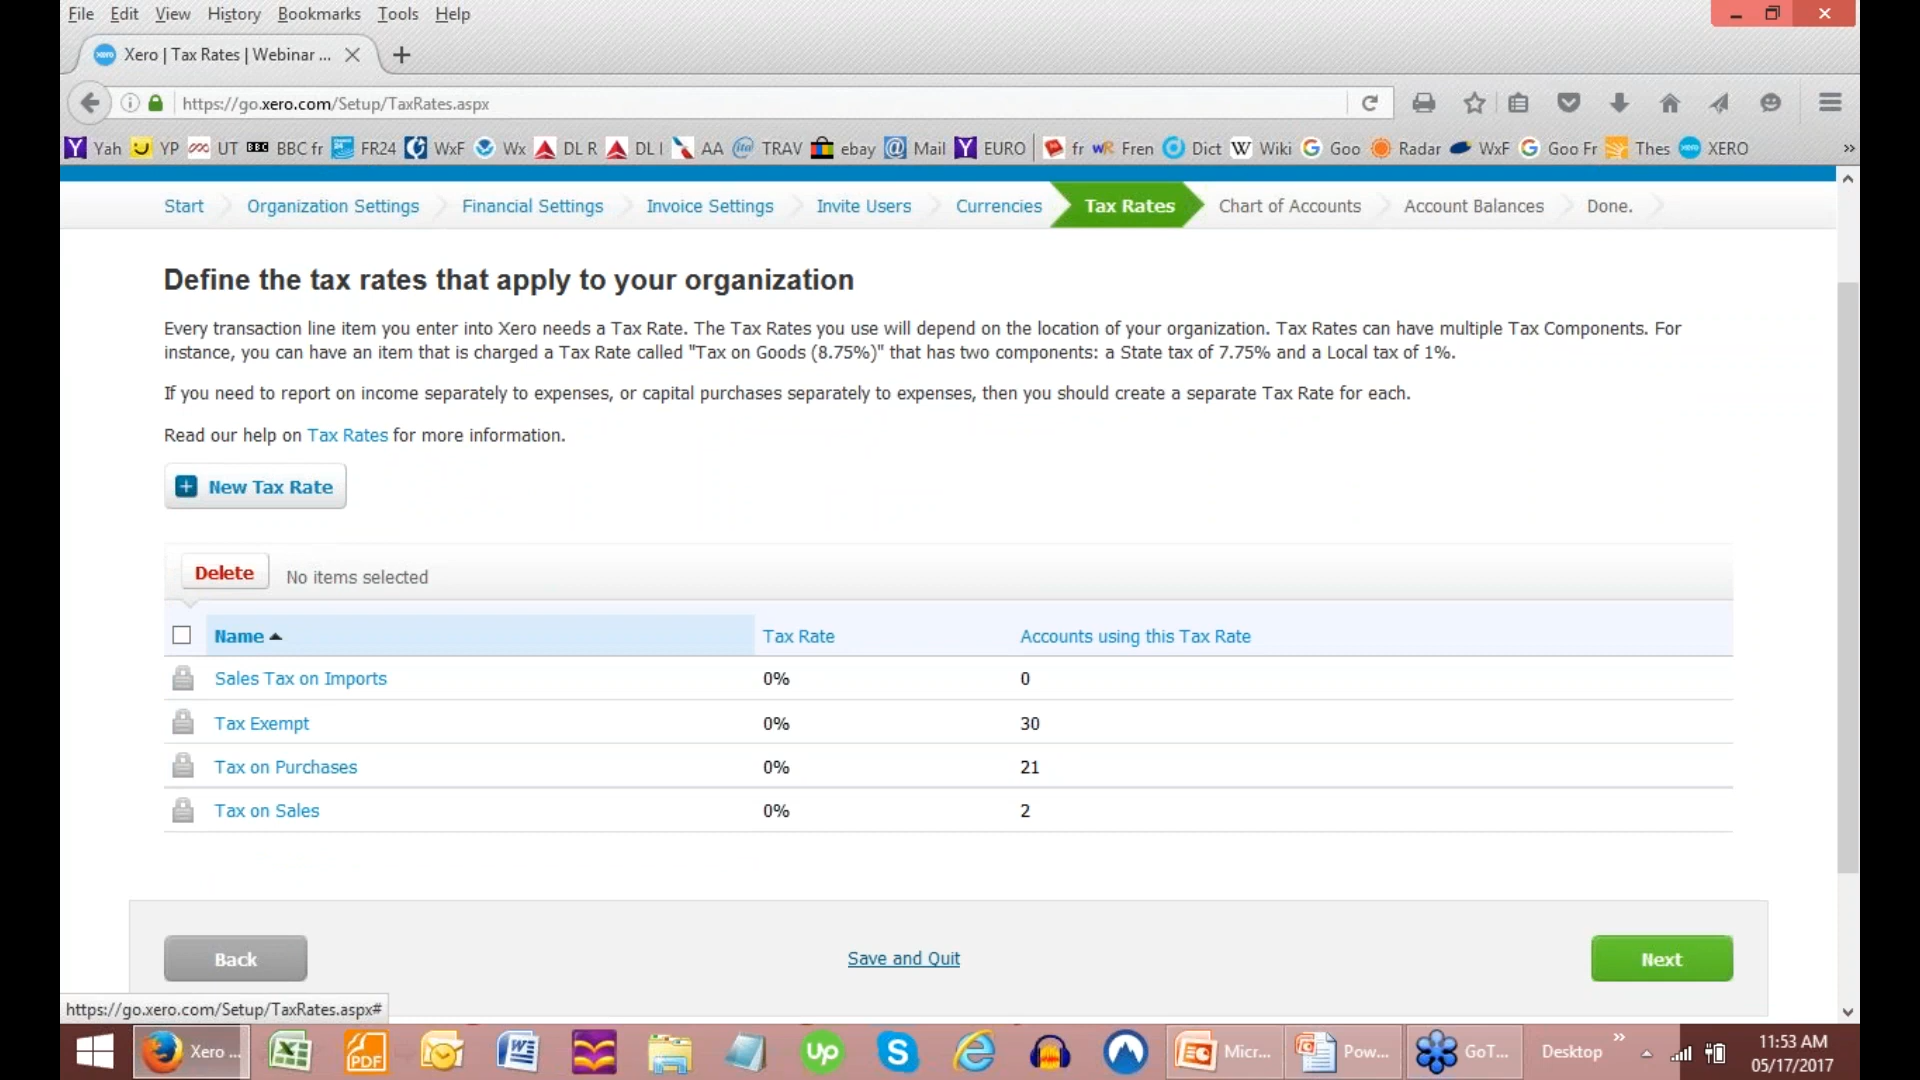 File Edit View History Bookmarks Tools Help
Xero | Tax Rates | Webinar ...
https://go.xero.com/Setup/TaxRates.aspx
Yah YP UT BBC BBC fr FR24 WxF Wx DL R DL I AA TRAV ebay Mail EURO fr Fren Dict Wiki Goo Radar WxF Goo Fr Thes XERO »
Start Organization Settings Financial Settings Invoice Settings Invite Users Currencies Tax Rates Chart of Accounts Account Balances Done.
Define the tax rates that apply to your organization
Every transaction line item you enter into Xero needs a Tax Rate. The Tax Rates you use will depend on the location of your organization. Tax Rates can have multiple Tax Components. For
instance, you can have an item that is charged a Tax Rate called "Tax on Goods (8.75%)" that has two components: a State tax of 7.75% and a Local tax of 1%.
If you need to report on income separately to expenses, or capital purchases separately to expenses, then you should create a separate Tax Rate for each.
Read our help on Tax Rates for more information.
New Tax Rate
Delete No items selected
Name Tax Rate Accounts using this Tax Rate
Sales Tax on Imports 0% 0
Tax Exempt 0% 30
Tax on Purchases 0% 21
Tax on Sales 0% 2
Back Save and Quit Next
https://go.xero.com/Setup/TaxRates.aspx#
Xero ... PDF Up Micr... Pow... GoT... Desktop » 11:53 AM
05/17/2017